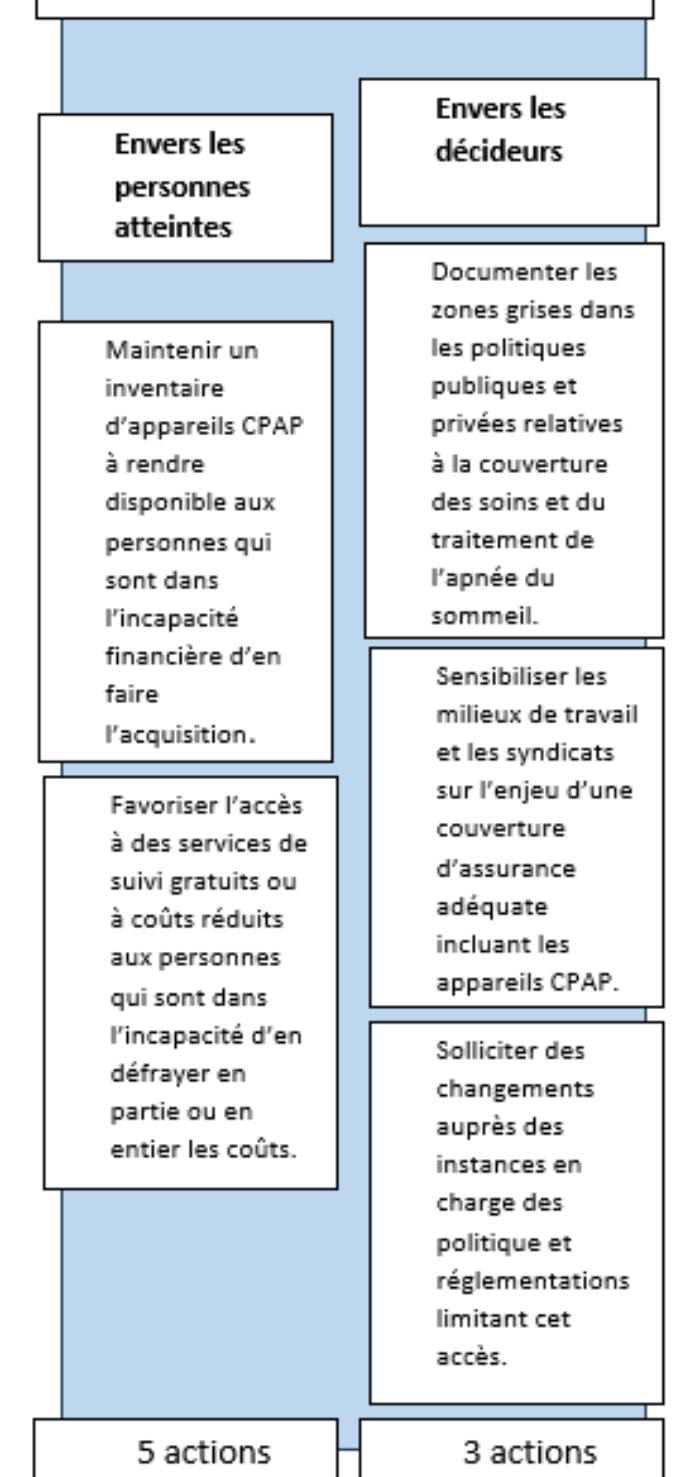 Envers les
personnes
atteintes
Maintenir un
inventaire
d'appareils CPAP
à rendre
disponible aux
personnes qui
sont dans
l'incapacité
financière d'en
faire
l'acquisition.
Favoriser l'accès
à des services de
suivi gratuits ou
à coûts réduits
aux personnes
qui sont dans
l'incapacité d'en
défrayer en
partie ou en
entier les coûts.
5 actions
Envers les
décideurs
Documenter les
zones grises dans
les politiques
publiques et
privées relatives
à la couverture
des soins et du
traitement de
l'apnée du
sommeil.
Sensibiliser les
milieux de travail
et les syndicats
sur l'enjeu d'une
couverture
d'assurance
adéquate
incluant les
appareils CPAP.
Solliciter des
changements
auprès des
instances en
charge des
politique et
réglementations
limitant cet
accès.
3 actions